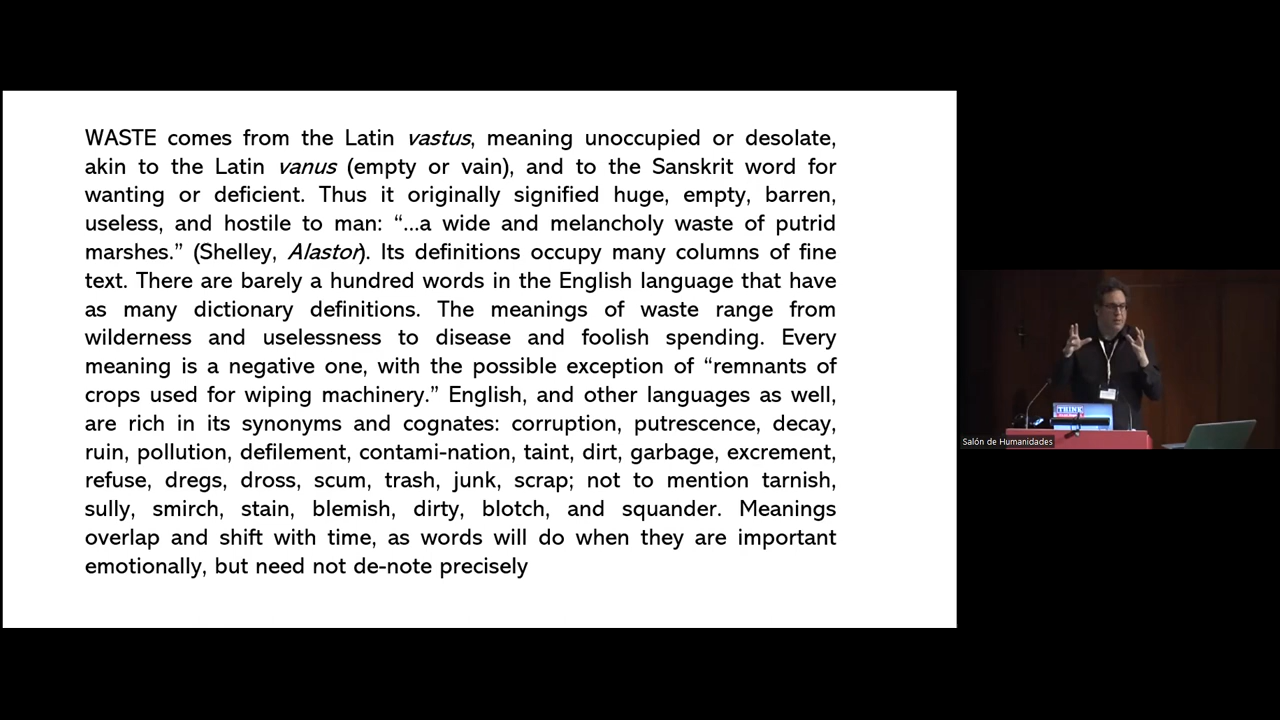 WASTE comes from the Latin vastus, meaning unoccupied or desolate,
akin to the Latin vanus (empty or vain), and to the Sanskrit word for
wanting or deficient. Thus it originally signified huge, empty, barren,
useless, and hostile to man: “...a wide and melancholy waste of putrid
marshes.” (Shelley, Alastor). Its definitions occupy many columns of fine
text. There are barely a hundred words in the English language that have
as many dictionary definitions. The meanings of waste range from
wilderness and uselessness to disease and foolish spending. Every
meaning is a negative one, with the possible exception of “remnants of
crops used for wiping machinery.” English, and other languages as well,
are rich in its synonyms and cognates: corruption, putrescence, decay,
ruin, pollution, defilement, contami-nation, taint, dirt, garbage, excrement,
refuse, dregs, dross, scum, trash, junk, scrap; not to mention tarnish,
sully, smirch, stain, blemish, dirty, blotch, and squander. Meanings
overlap and shift with time, as words will do when they are important
emotionally, but need not de-note precisely
THINK
Salón de Humanidades